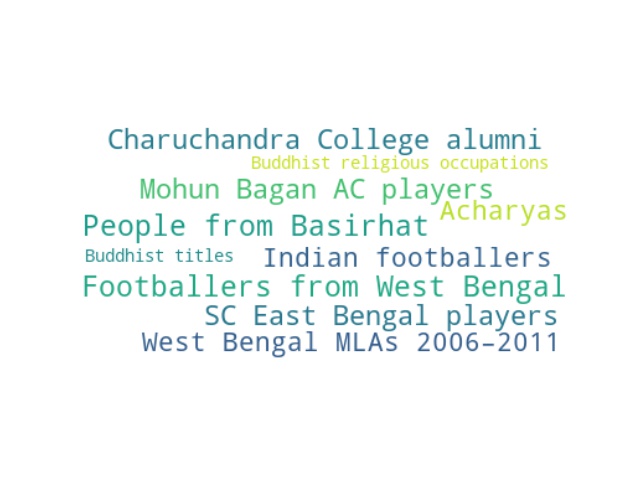 Charuchandra College alumni
Buddhist religious occupations
Mohun Bagan AC players
Acharyas
People from Basirhat
Buddhist titles
Indian footballers
Footballers from West Bengal
SC East Bengal players
West Bengal MLAs 2006–2011